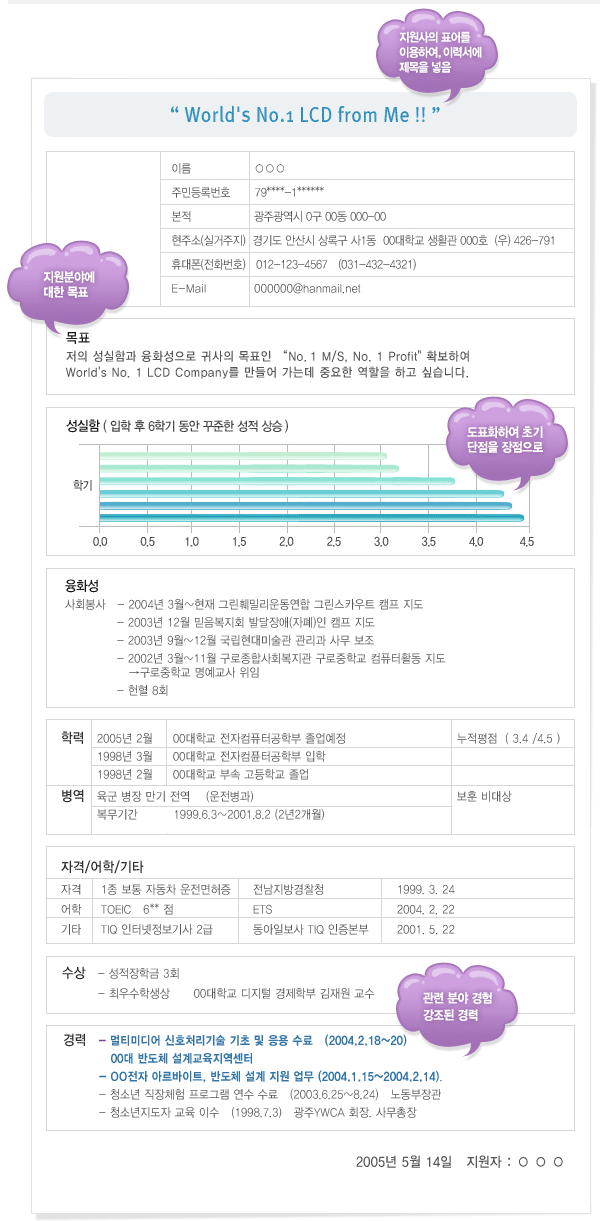 지원사의 표어를
이용하여, 이력서에
제목을 넣음
“ World's No.1 LCD from Me !! ”
이름 ○○○
주민등록번호 79****-1******
본적 광주광역시 0구 00동 000-00
현주소(실거주지) 경기도 안산시 상록구 사1동 00대학교 생활관 000호 (우) 426-791
휴대폰(전화번호) 012-123-4567 (031-432-4321)
E-Mail 000000@hanmail.net
지원분야에
대한 목표
목표
저의 성실함과 융화성으로 귀사의 목표인 “No. 1 M/S, No. 1 Profit" 확보하여
World's No. 1 LCD Company를 만들어 가는데 중요한 역할을 하고 싶습니다.
도표화하여 초기
단점을 장점으로
성실함 ( 입학 후 6학기 동안 꾸준한 성적 상승 )
학기
0.0 0.5 1.0 1.5 2.0 2.5 3.0 3.5 4.0 4.5
융화성
사회봉사 - 2004년 3월~현재 그린훼밀리운동연합 그린스카우트 캠프 지도
- 2003년 12월 믿음복지회 발달장애(자폐)인 캠프 지도
- 2003년 9월~12월 국립현대미술관 관리과 사무 보조
- 2002년 3월~11월 구로종합사회복지관 구로중학교 컴퓨터활동 지도
→구로중학교 명예교사 위임
- 헌혈 8회
학력 2005년 2월 00대학교 전자컴퓨터공학부 졸업예정 누적평점 ( 3.4 /4.5 )
1998년 3월 00대학교 전자컴퓨터공학부 입학
1998년 2월 00대학교 부속 고등학교 졸업
병역 육군 병장 만기 전역 (운전병과) 보훈 비대상
복무기간 1999.6.3~2001.8.2 (2년2개월)
자격/어학/기타
자격 1종 보통 자동차 운전면허증 전남지방경찰청 1999. 3. 24
어학 TOEIC 6** 점 ETS 2004. 2. 22
기타 TIQ 인터넷정보기사 2급 동아일보사 TIQ 인증본부 2001. 5. 22
수상 - 성적장학금 3회
- 최우수학생상 00대학교 디지털 경제학부 김재원 교수
관련 분야 경험
강조된 경력
경력 - 멀티미디어 신호처리기술 기초 및 응용 수료 (2004.2.18~20)
00대 반도체 설계교육지역센터
- OO전자 아르바이트, 반도체 설계 지원 업무 (2004.1.15~2004.2.14).
- 청소년 직장체험 프로그램 연수 수료 (2003.6.25~8.24) 노동부장관
- 청소년지도자 교육 이수 (1998.7.3) 광주YWCA 회장. 사무총장
2005년 5월 14일 지원자 : ○ ○ ○